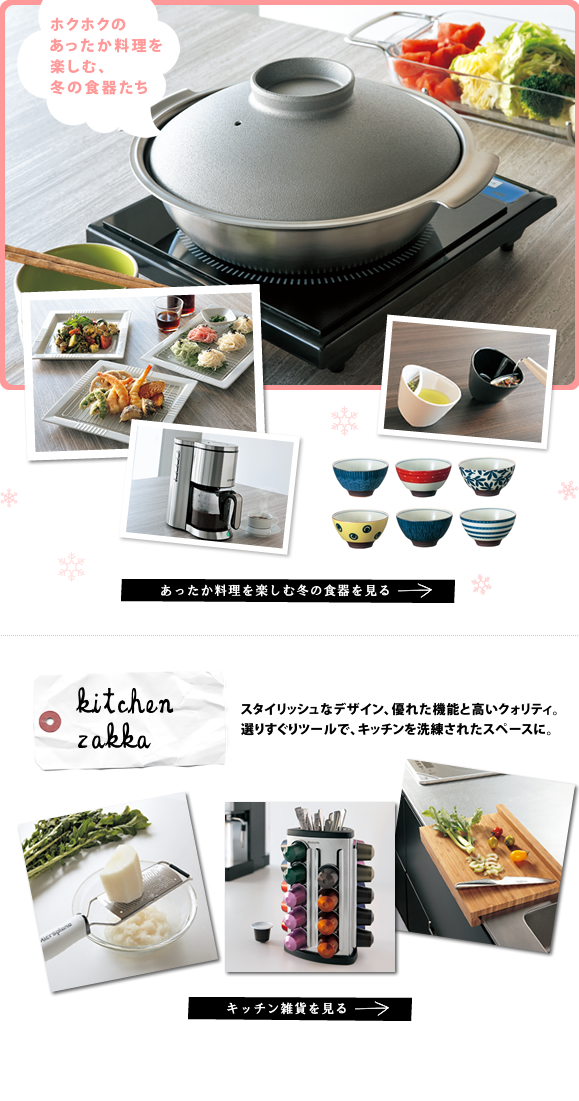 ホクホクの
あったか料理を
楽しむ、
冬の食器たち
あったか料理を楽しむ冬の食器を見る
kitchen
zakka
スタイリッシュなデザイン、優れた機能と高いクォリティ。
選りすぐりツールで、キッチンを洗練されたスペースに。
キッチン雑貨を見る